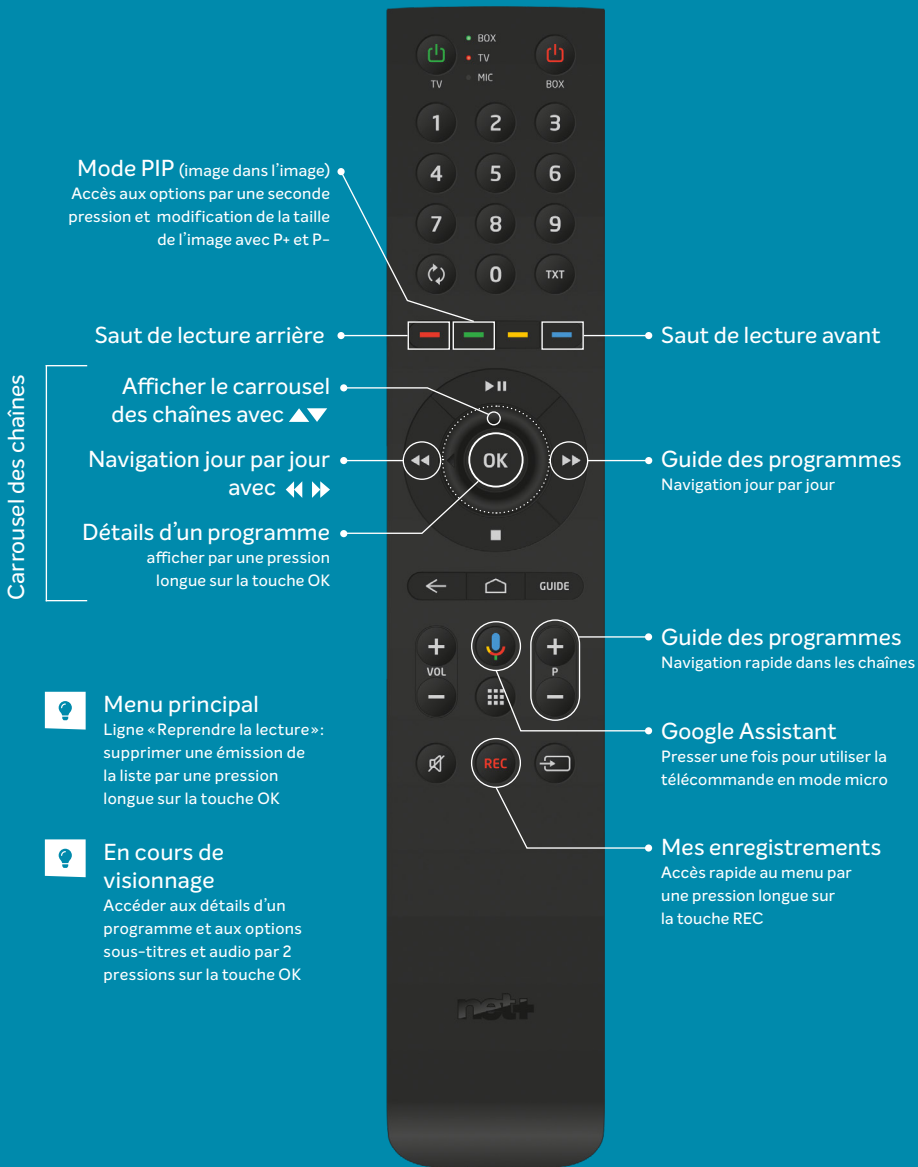 BOX
TV
MIC
TV
BOX
1 2 3
4 5 6
7 8 9
0 TXT
Mode PIP (image dans l'image)
Accès aux options par une seconde
pression et modification de la taille
de l'image avec P+ et P-
Saut de lecture arrière
Saut de lecture avant
Carrousel des chaînes
Afficher le carrousel
des chaînes avec ▲▼
Navigation jour par jour
avec ◀◀ ▶▶
Détails d'un programme
afficher par une pression
longue sur la touche OK
OK
Guide des programmes
Navigation jour par jour
GUIDE
+ +
VOL P
- -
Guide des programmes
Navigation rapide dans les chaînes
Google Assistant
Presser une fois pour utiliser la
télécommande en mode micro
REC
Mes enregistrements
Accès rapide au menu par
une pression longue sur
la touche REC
Menu principal
Ligne «Reprendre la lecture»:
supprimer une émission de
la liste par une pression
longue sur la touche OK
En cours de
visionnage
Accéder aux détails d'un
programme et aux options
sous-titres et audio par 2
pressions sur la touche OK
net+